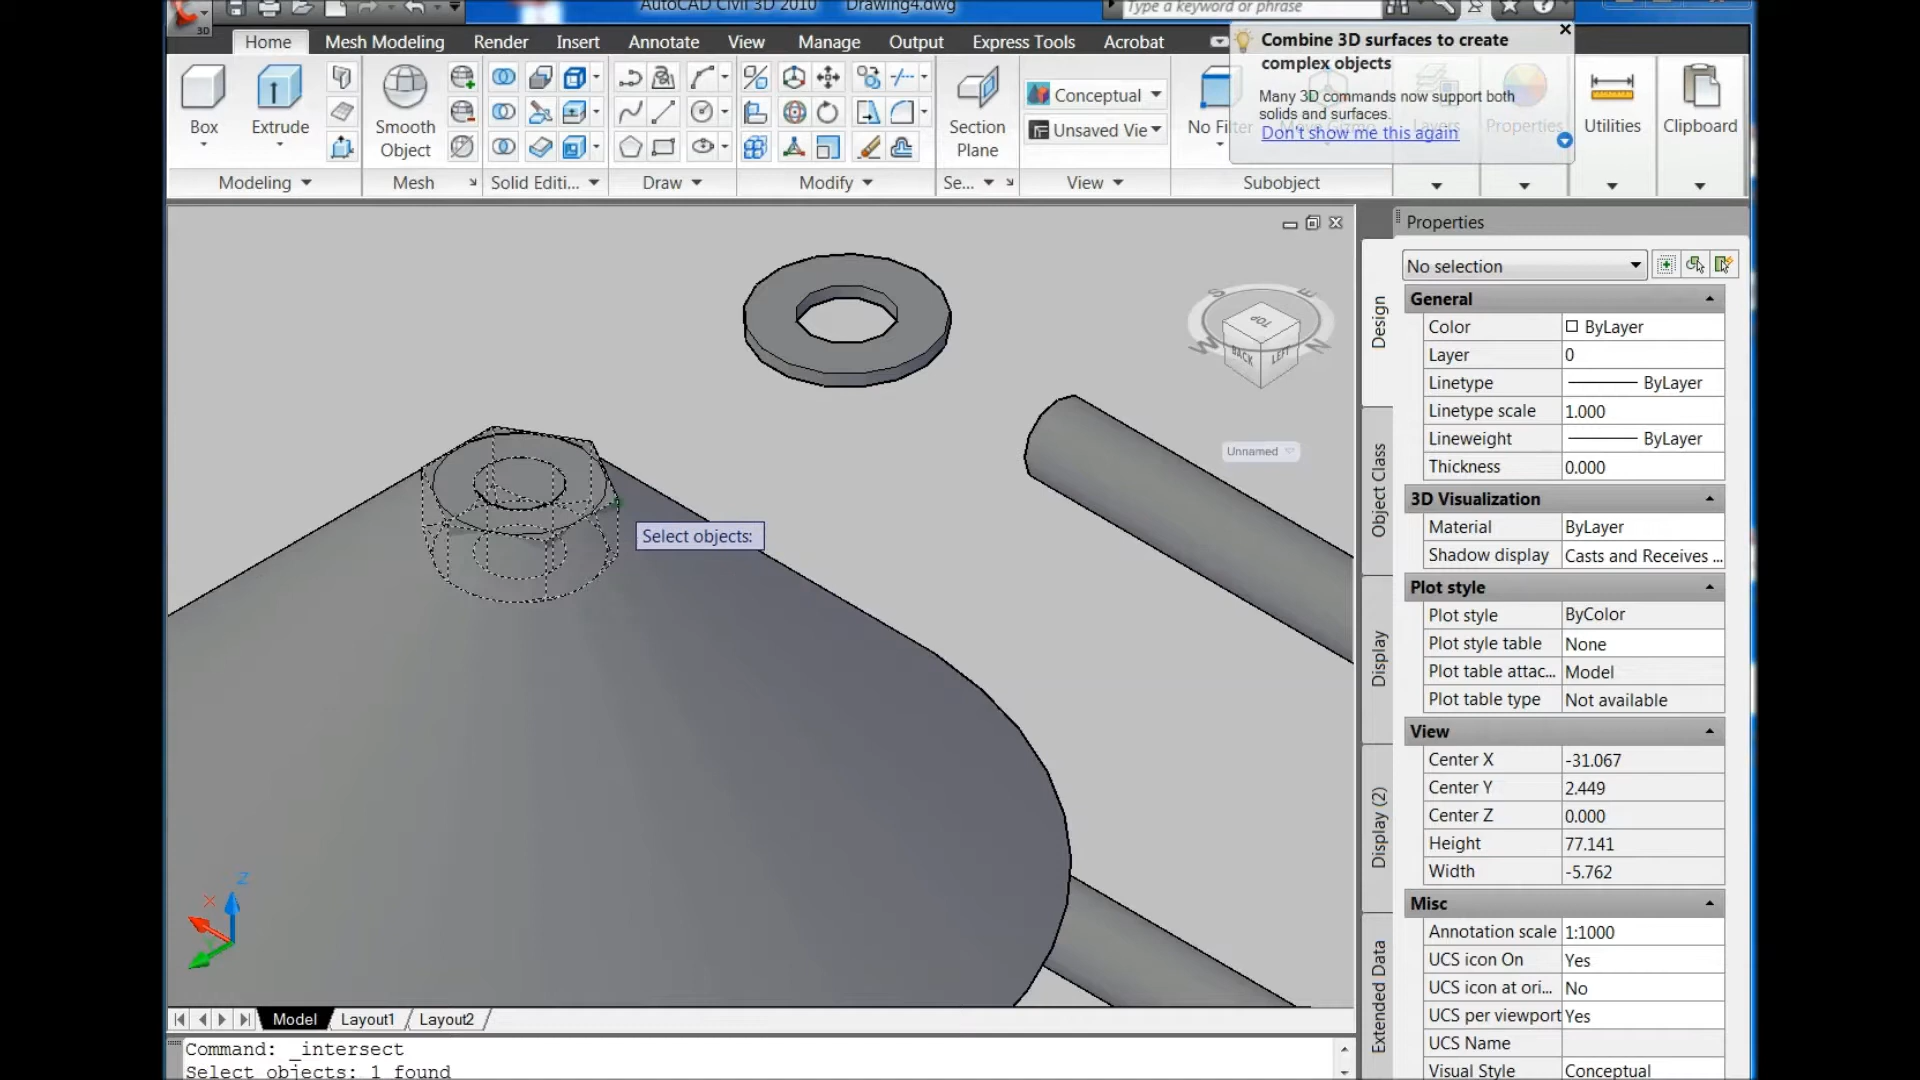 AutoCAD Civil 3D 2010 Drawing4.dwg
Type a keyword or phrase
3D
Home Mesh Modeling Render Insert Annotate View Manage Output Express Tools Acrobat
Combine 3D surfaces to create
complex objects
Many 3D commands now support both
solids and surfaces.
Don't show me this again
Box
Extrude
Smooth
Object
Section
Plane
Conceptual
Unsaved Vie
No Filter
Layers
Properties
Utilities
Clipboard
Modeling
Mesh
Solid Editi...
Draw
Modify
Se...
View
Subobject
S E
W N
TOP
BACK LEFT
Unnamed
Select objects:
X
Z
Properties
No selection
Design
Object Class
Display
Display (2)
Extended Data
General
Color ByLayer
Layer 0
Linetype ByLayer
Linetype scale 1.000
Lineweight ByLayer
Thickness 0.000
3D Visualization
Material ByLayer
Shadow display Casts and Receives ...
Plot style
Plot style ByColor
Plot style table None
Plot table attac... Model
Plot table type Not available
View
Center X -31.067
Center Y 2.449
Center Z 0.000
Height 77.141
Width -5.762
Misc
Annotation scale 1:1000
UCS icon On Yes
UCS icon at ori... No
UCS per viewport Yes
UCS Name
Visual Style Conceptual
Model Layout1 Layout2
Command: _intersect
Select objects: 1 found